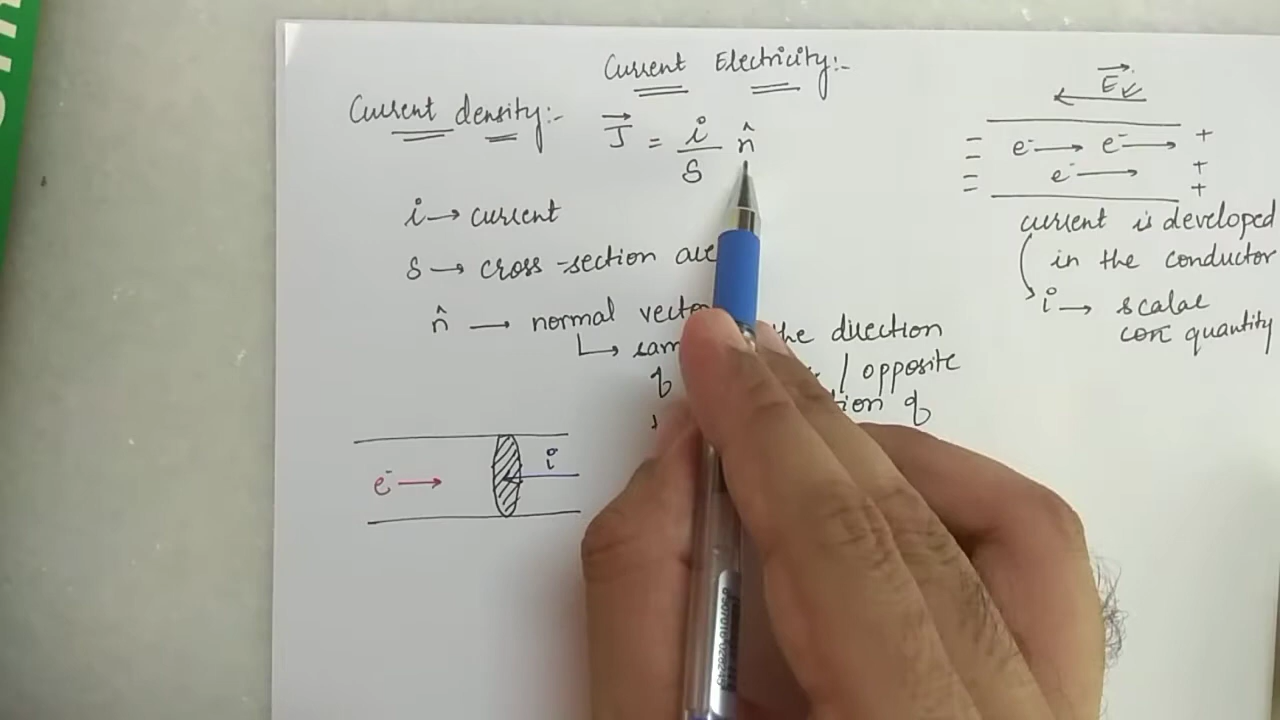 Current Electricity:-
Current density:- J = i/S n̂
i → current
S → cross-section
n̂ → normal
↳ the direction
/ opposite
e⁻ →
i
E
e⁻ → e⁻ → +
= e⁻ → +
= +
current is developed
in the conductor
i → scalar
quantity